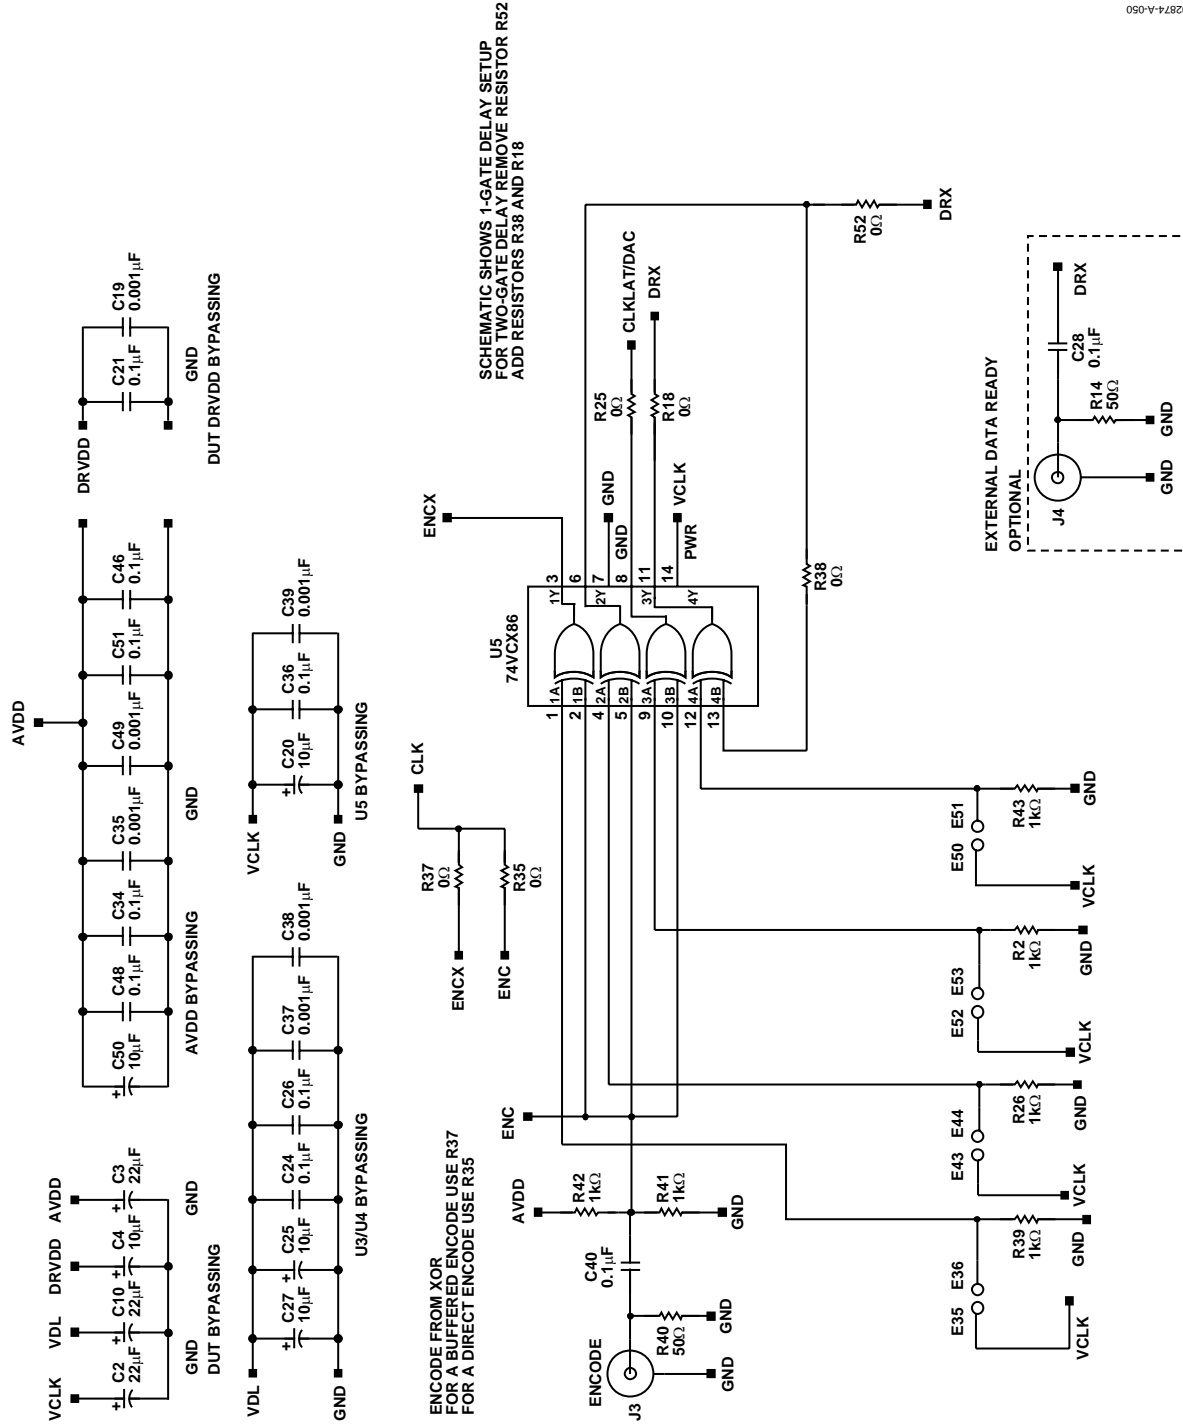 02874-A-050
VCLK
VDL
DRVDD
AVDD
C2
22µF
C10
22µF
C4
10µF
C3
22µF
GND
GND
DUT BYPASSING
AVDD
C50
10µF
C48
0.1µF
C34
0.1µF
C35
0.001µF
C49
0.001µF
C51
0.1µF
C46
0.1µF
AVDD BYPASSING
GND
DRVDD
C21
0.1µF
C19
0.001µF
GND
DUT DRVDD BYPASSING
VDL
GND
C27
10µF
C25
10µF
C24
0.1µF
C26
0.1µF
C37
0.001µF
C38
0.001µF
U3/U4 BYPASSING
VCLK
GND
C20
10µF
C36
0.1µF
C39
0.001µF
U5 BYPASSING
ENCODE FROM XOR
FOR A BUFFERED ENCODE USE R37
FOR A DIRECT ENCODE USE R35
ENCX
ENC
R37
0Ω
R35
0Ω
CLK
ENCX
SCHEMATIC SHOWS 1-GATE DELAY SETUP
FOR TWO-GATE DELAY REMOVE RESISTOR R52
ADD RESISTORS R38 AND R18
ENCODE
J3
R40
50Ω
GND
GND
C40
0.1µF
AVDD
R42
1kΩ
R41
1kΩ
GND
ENC
U5
74VCX86
1
2
4
5
9
10
12
13
1A
1B
2A
2B
3A
3B
4A
4B
1Y
2Y
3Y
4Y
3
6
7
8
11
14
GND
GND
PWR
VCLK
R25
0Ω
CLKLAT/DAC
R18
0Ω
DRX
R38
0Ω
R52
0Ω
DRX
E35
E36
VCLK
R39
1kΩ
GND
E43
E44
VCLK
R26
1kΩ
GND
E52
E53
VCLK
R2
1kΩ
GND
E50
E51
VCLK
R43
1kΩ
GND
EXTERNAL DATA READY
OPTIONAL
J4
GND
GND
R14
50Ω
C28
0.1µF
DRX